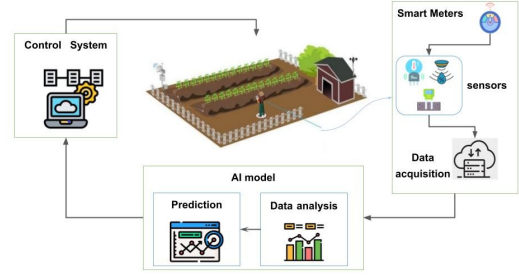 Smart Meters
Control System
sensors
Data
acquisition
AI model
Prediction
Data analysis